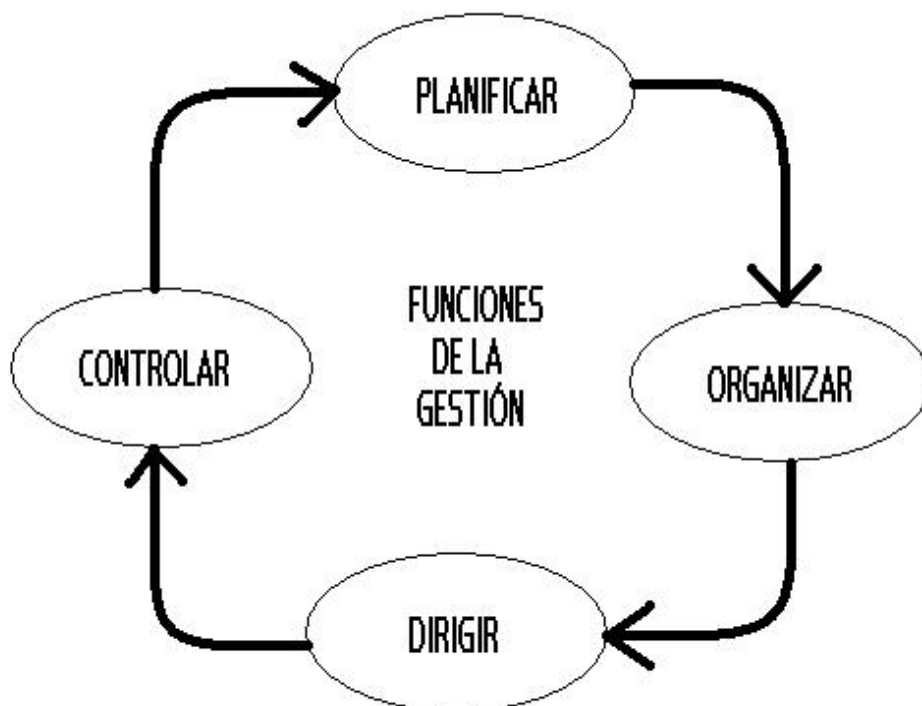 PLANIFICAR
FUNCIONES
DE LA
GESTIÓN
CONTROLAR
ORGANIZAR
DIRIGIR